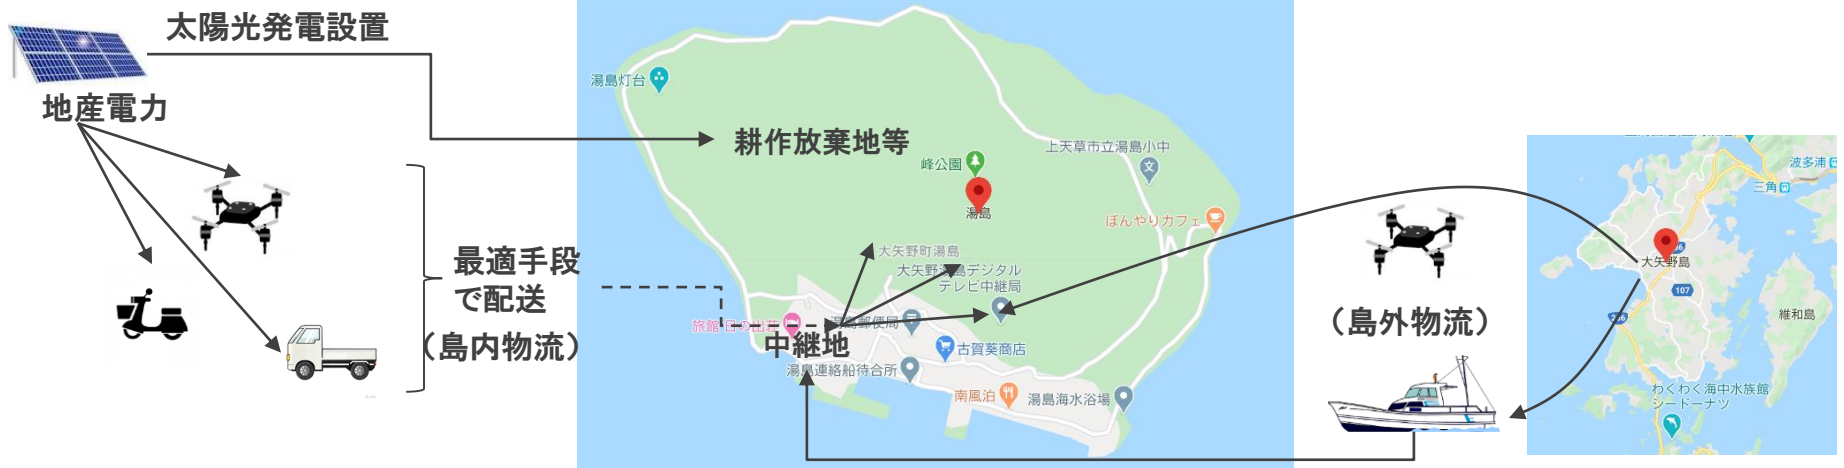 太陽光発電設置
地産電力
最適手段
で配送
（島内物流）
湯島灯台
耕作放棄地等
峰公園
湯島
上天草市立湯島小中
文
ぼんやりカフェ
大矢野町湯島
大矢野湯島デジタル
テレビ中継局
旅館 日の出荘
湯島郵便局
中継地
古賀葵商店
湯島連絡船待合所
南風泊
湯島海水浴場
（島外物流）
波多浦
三角
大矢野島
107
266
維和島
わくわく海中水族館
シードーナツ